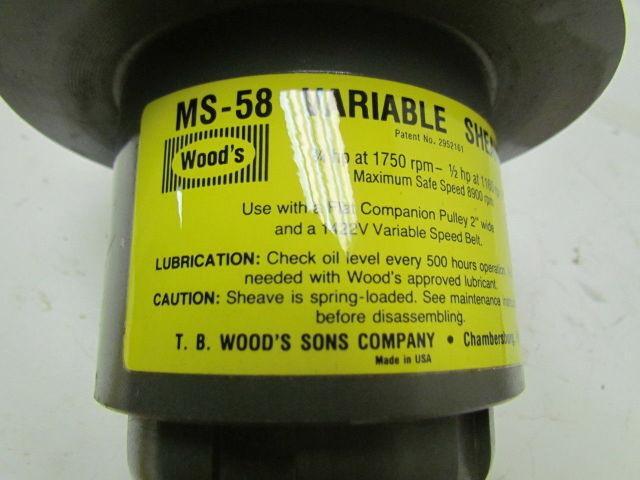 MS-58 VARIABLE
Patent No. 2952161
Wood's
hp at 1750 rpm – ½ hp at
Maximum Safe Speed 8900 rpm
Use with a Flat Companion Pulley 2" wide
and a 1422V Variable Speed Belt.
LUBRICATION: Check oil level every 500 hours
needed with Wood's approved lubricant.
CAUTION: Sheave is spring-loaded. See maintenance
before disassembling.
T. B. WOOD'S SONS COMPANY •
Made in USA